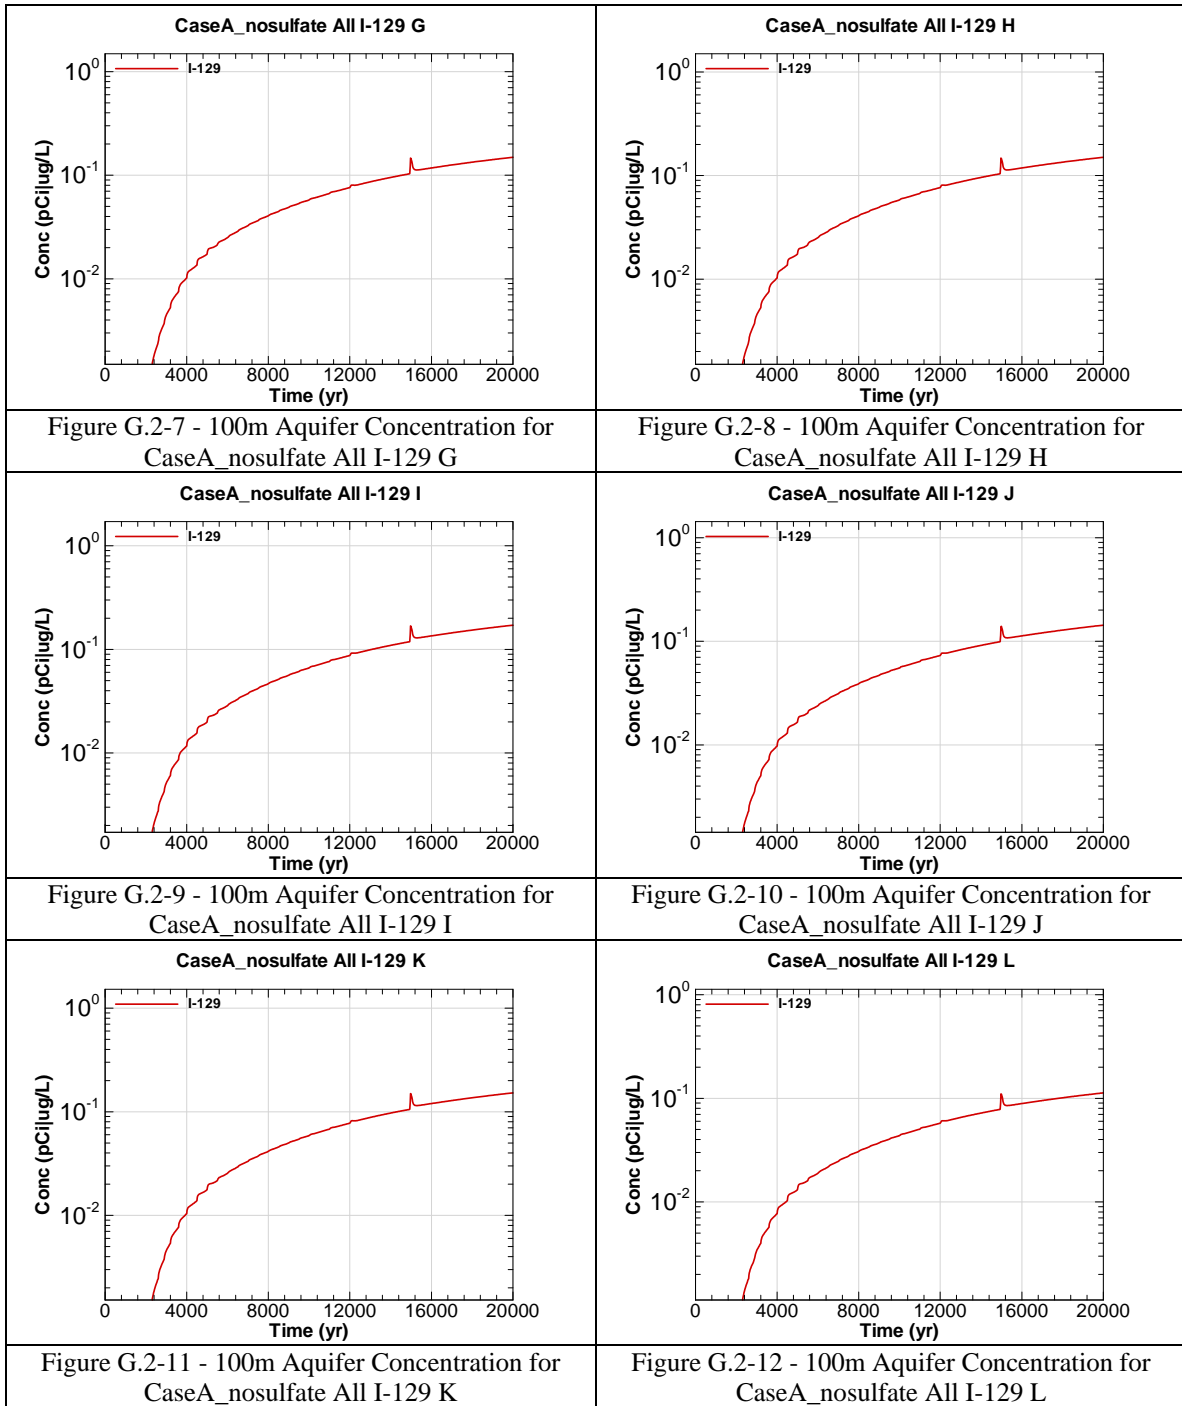 CaseA_nosulfate All I-129 G
I-129
10^0
10^-1
10^-2
Conc (pCi|ug/L)
0 4000 8000 12000 16000 20000
Time (yr)
Figure G.2-7 - 100m Aquifer Concentration for
CaseA_nosulfate All I-129 G
CaseA_nosulfate All I-129 H
I-129
10^0
10^-1
10^-2
Conc (pCi|ug/L)
0 4000 8000 12000 16000 20000
Time (yr)
Figure G.2-8 - 100m Aquifer Concentration for
CaseA_nosulfate All I-129 H
CaseA_nosulfate All I-129 I
I-129
10^0
10^-1
10^-2
Conc (pCi|ug/L)
0 4000 8000 12000 16000 20000
Time (yr)
Figure G.2-9 - 100m Aquifer Concentration for
CaseA_nosulfate All I-129 I
CaseA_nosulfate All I-129 J
I-129
10^0
10^-1
10^-2
Conc (pCi|ug/L)
0 4000 8000 12000 16000 20000
Time (yr)
Figure G.2-10 - 100m Aquifer Concentration for
CaseA_nosulfate All I-129 J
CaseA_nosulfate All I-129 K
I-129
10^0
10^-1
10^-2
Conc (pCi|ug/L)
0 4000 8000 12000 16000 20000
Time (yr)
Figure G.2-11 - 100m Aquifer Concentration for
CaseA_nosulfate All I-129 K
CaseA_nosulfate All I-129 L
I-129
10^0
10^-1
10^-2
Conc (pCi|ug/L)
0 4000 8000 12000 16000 20000
Time (yr)
Figure G.2-12 - 100m Aquifer Concentration for
CaseA_nosulfate All I-129 L